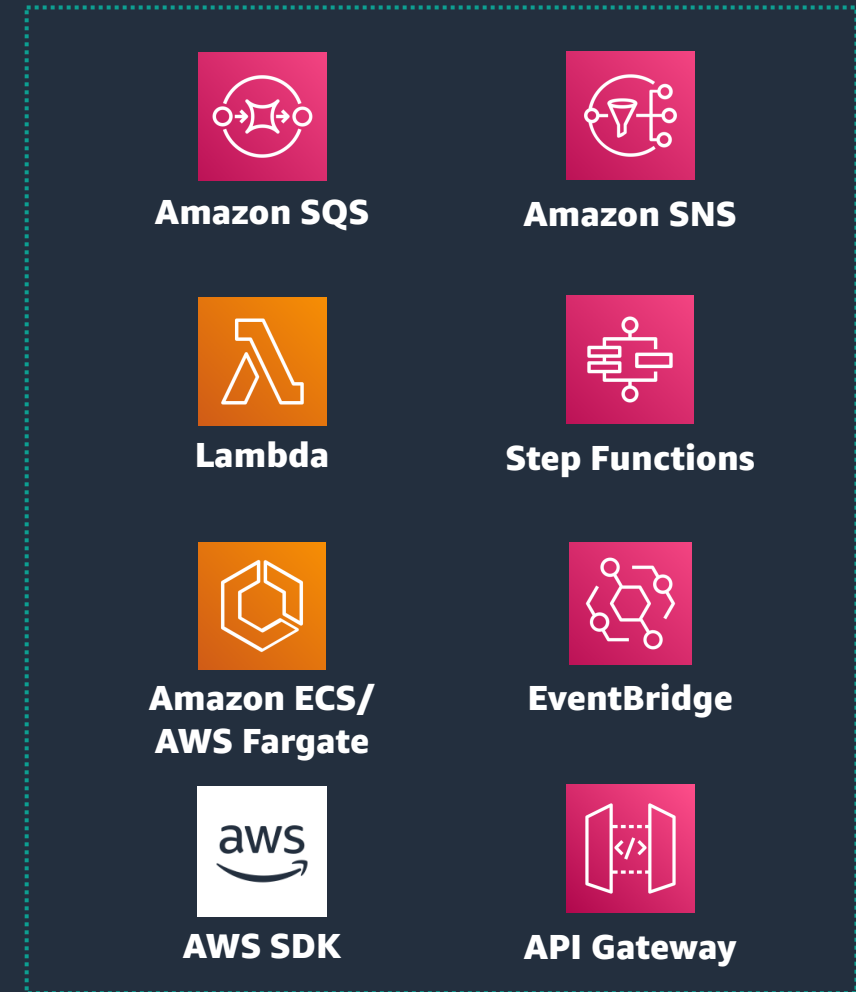 Amazon SQS
Amazon SNS
Lambda
Step Functions
</>
Amazon ECS/
AWS Fargate
EventBridge
aws
AWS SDK
</>
API Gateway